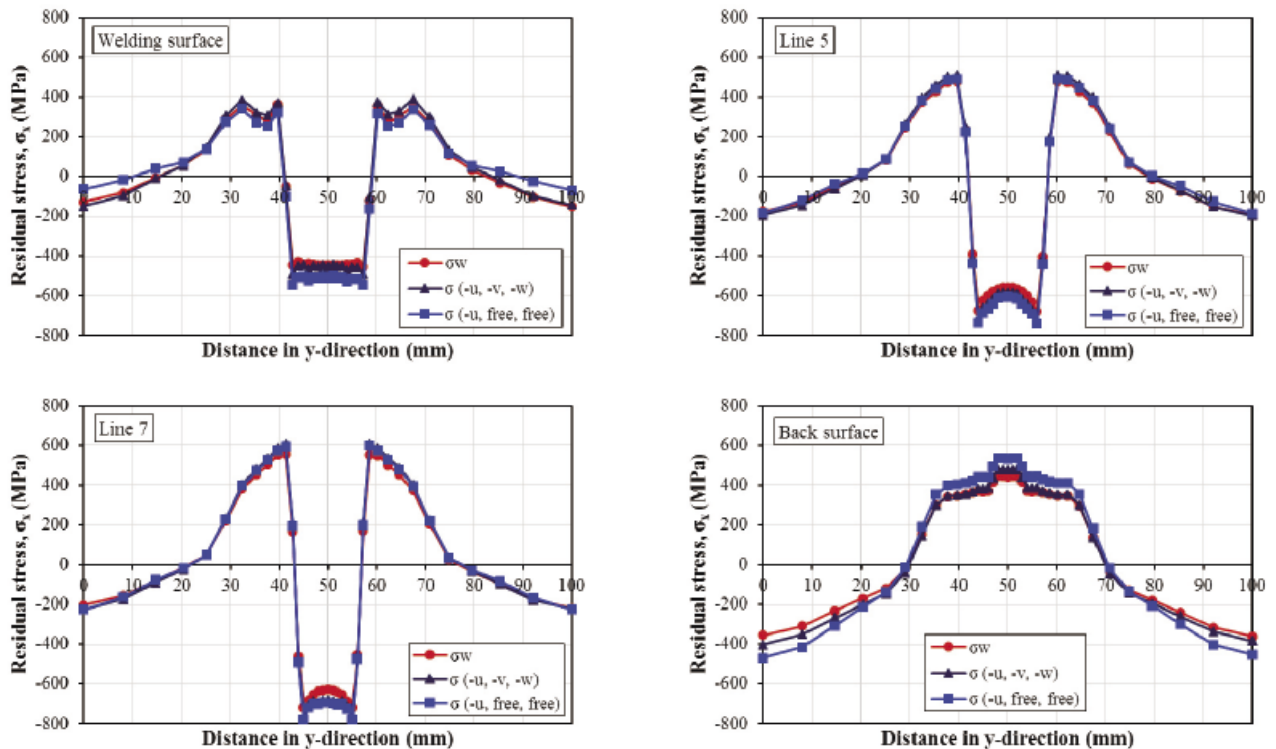 Welding surface
Residual stress, σx (MPa)
800
600
400
200
0
-200
-400
-600
-800
0 10 20 30 40 50 60 70 80 90 100
σw
σ (-u, -v, -w)
σ (-u, free, free)
Distance in y-direction (mm)
Line 5
Residual stress, σx (MPa)
800
600
400
200
0
-200
-400
-600
-800
0 10 20 30 40 50 60 70 80 90 100
σw
σ (-u, -v, -w)
σ (-u, free, free)
Distance in y-direction (mm)
Line 7
Residual stress, σx (MPa)
800
600
400
200
0
-200
-400
-600
-800
0 10 20 30 40 50 60 70 80 90 100
σw
σ (-u, -v, -w)
σ (-u, free, free)
Distance in y-direction (mm)
Back surface
Residual stress, σx (MPa)
800
600
400
200
0
-200
-400
-600
-800
0 10 20 30 40 50 60 70 80 90 100
σw
σ (-u, -v, -w)
σ (-u, free, free)
Distance in y-direction (mm)